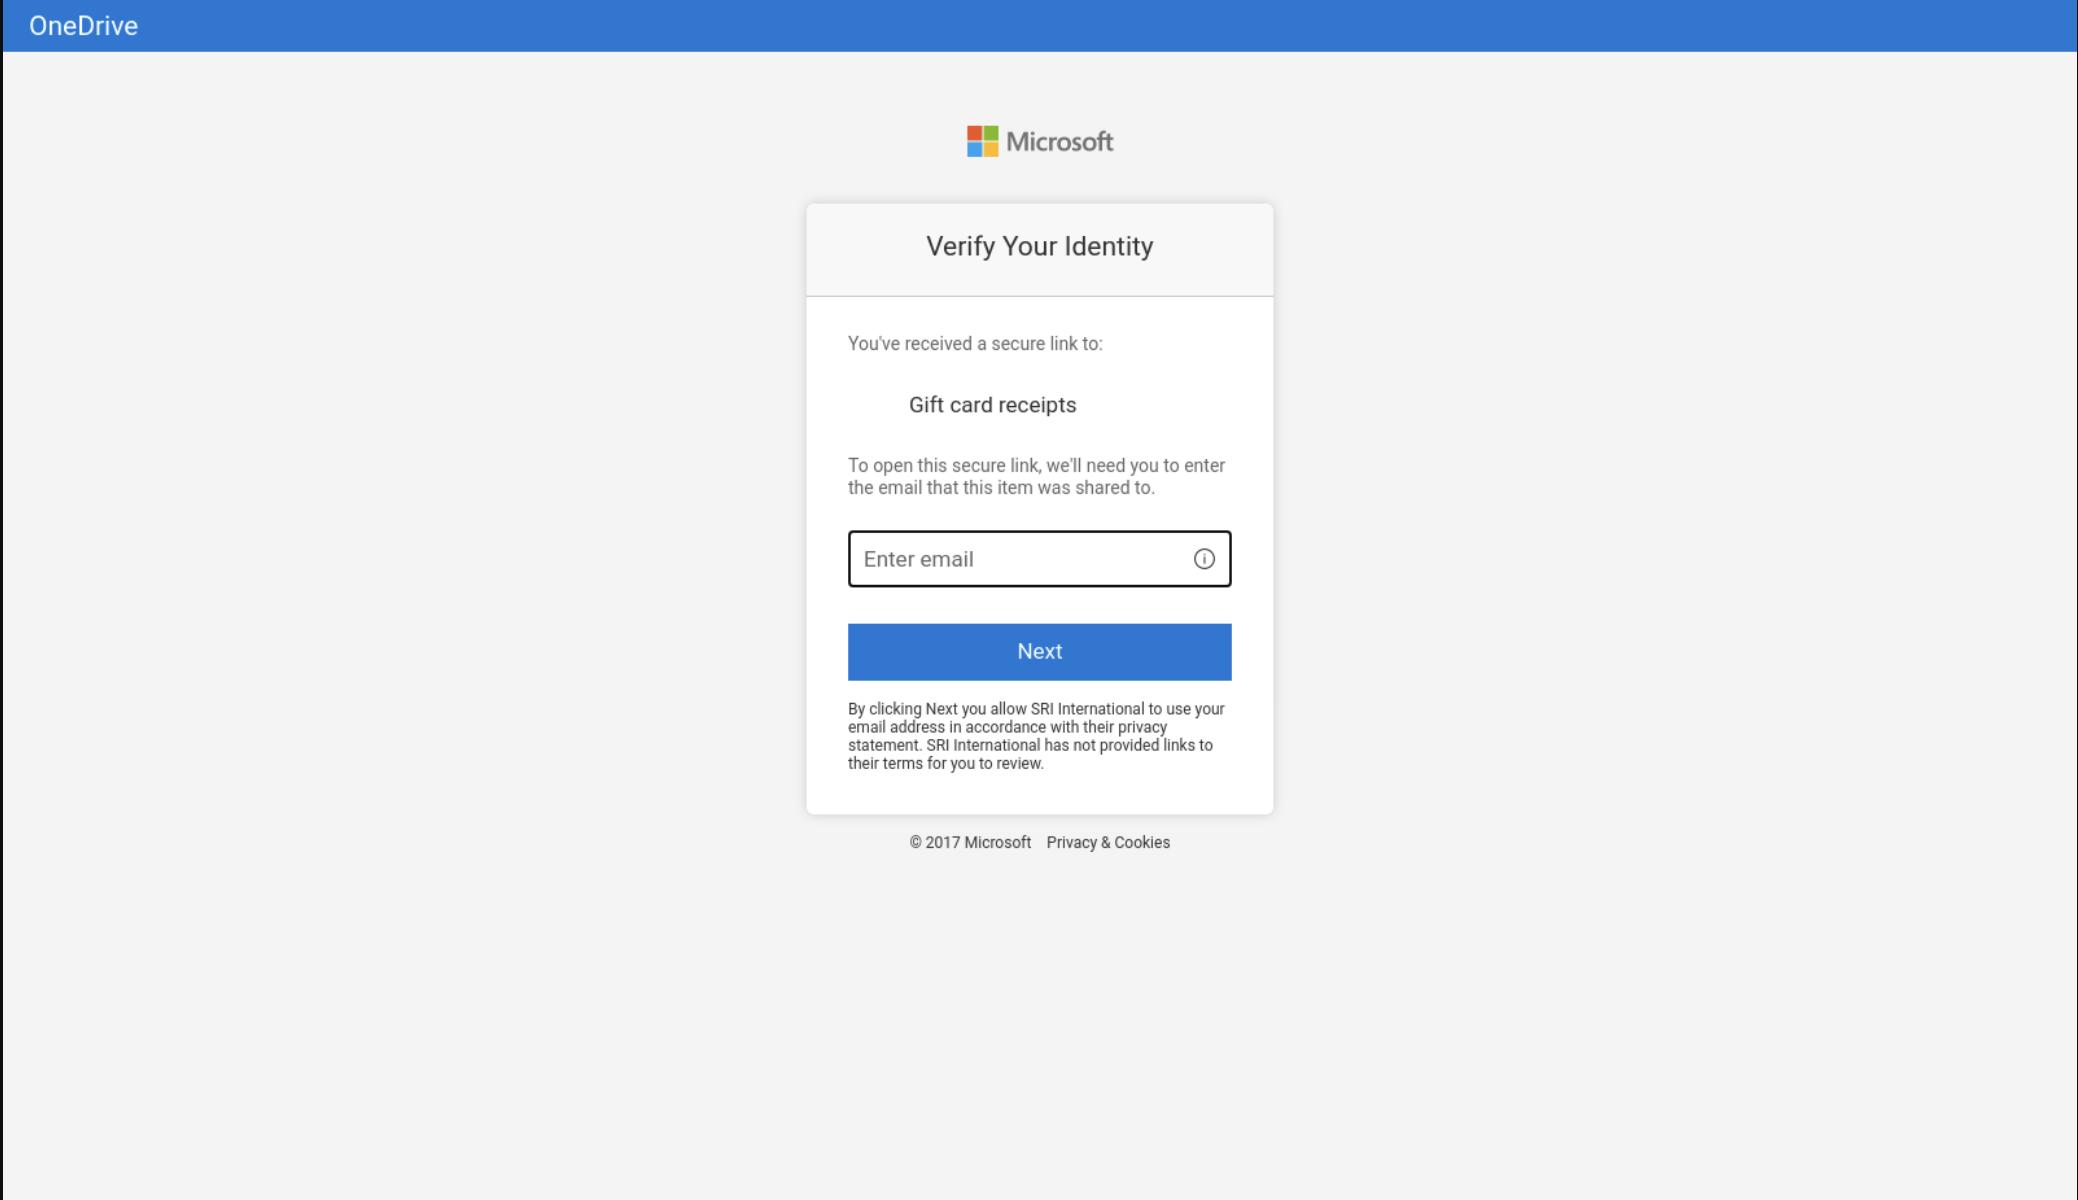 OneDrive
Microsoft
Verify Your Identity
You've received a secure link to:
Gift card receipts
To open this secure link, we'll need you to enter
the email that this item was shared to.
Enter email
Next
By clicking Next you allow SRI International to use your
email address in accordance with their privacy
statement. SRI International has not provided links to
their terms for you to review.
© 2017 Microsoft Privacy & Cookies